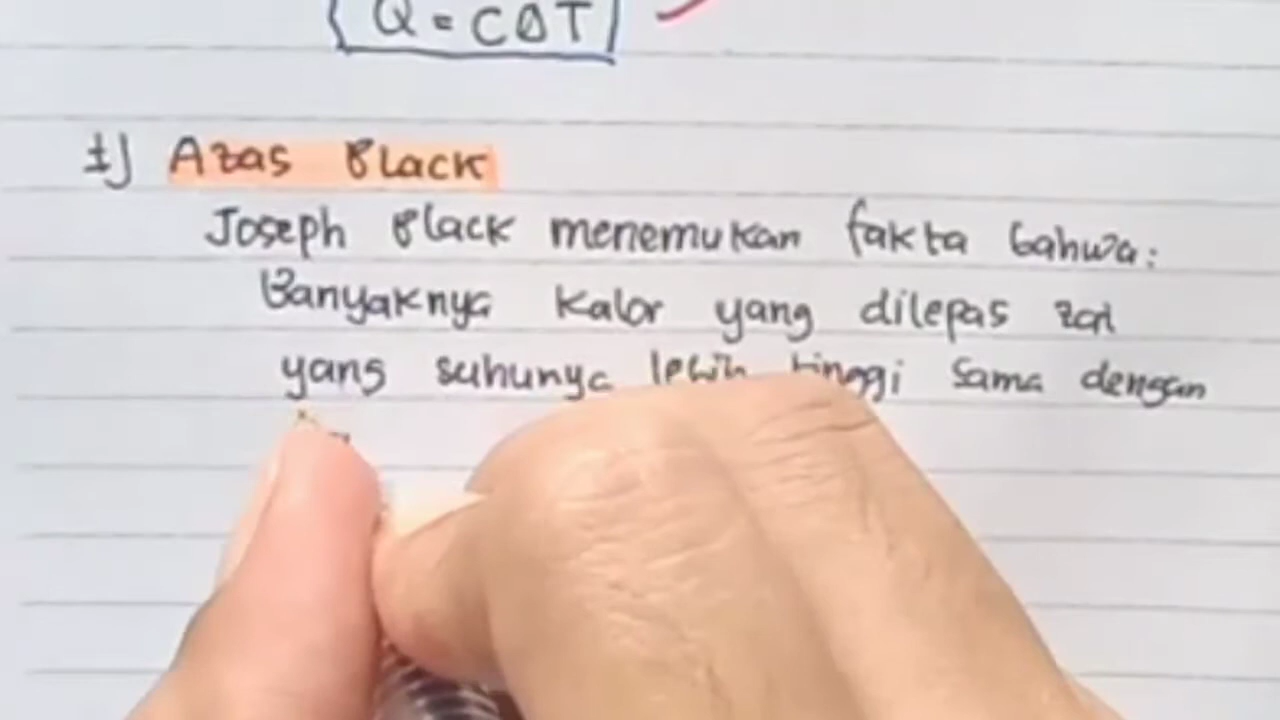 Q = CΔT
1) Azas Black
Joseph Black menemukan fakta bahwa:
Banyaknya kalor yang dilepas zat
yang suhunya lebih tinggi sama dengan